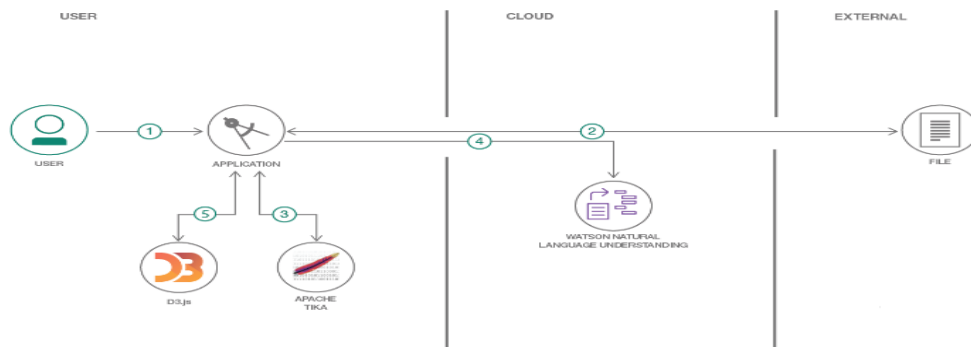 USER
CLOUD
EXTERNAL
1
2
4
USER
APPLICATION
FILE
5
3
WATSON NATURAL
LANGUAGE UNDERSTANDING
D3.js
APACHE
TIKA